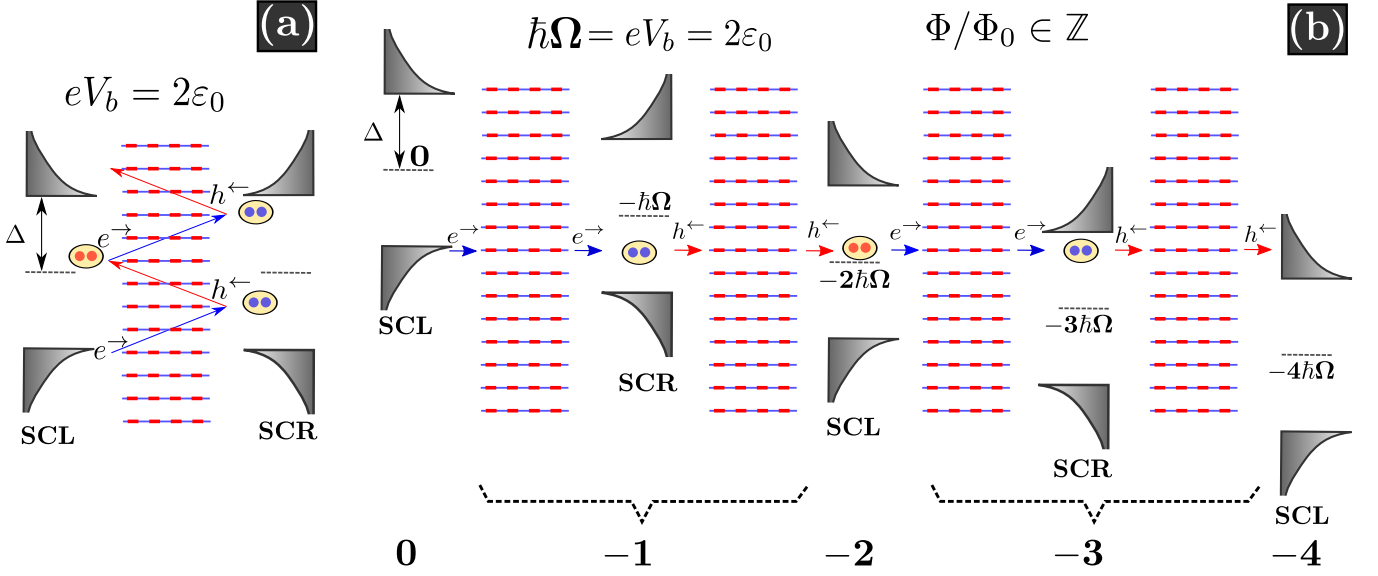 (a)
eV_b = 2ε_0
Δ
e→
h←
e→
h←
SCL
SCR
(b)
ℏΩ = eV_b = 2ε_0
Φ/Φ_0 ∈ ℤ
Δ
0
SCL
e→
e→
−ℏΩ
SCR
h←
h←
−2ℏΩ
SCL
e→
e→
−3ℏΩ
SCR
h←
h←
−4ℏΩ
SCL
0
−1
−2
−3
−4